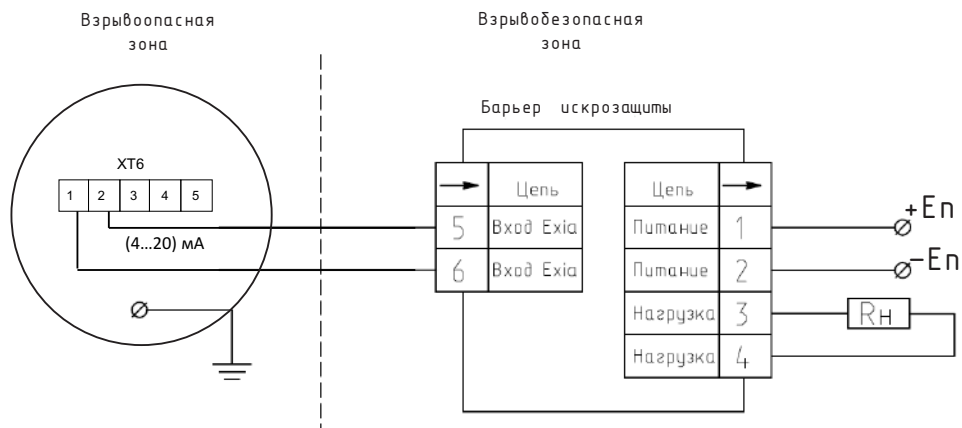 Взрывоопасная
зона
Взрывобезопасная
зона
Барьер искрозащиты
XT6
1 2 3 4 5
(4...20) мА
Цепь
5 Вход Exia
6 Вход Exia
Цепь
Питание 1
Питание 2
Нагрузка 3
Нагрузка 4
+Еп
−Еп
Rн